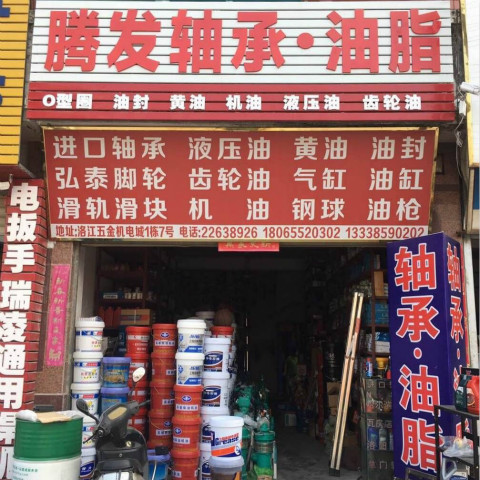 腾发轴承·油脂
O型圈 油封 黄油 机油 液压油 齿轮油
进口轴承 液压油 黄油 油封
弘泰脚轮 齿轮油 气缸 油缸
滑轨滑块 机油 钢球 油枪
地址:洛江五金机电城1栋7号 电话:22638926 18065520302 13338590202
电扳手 瑞凌通用
轴承·油脂